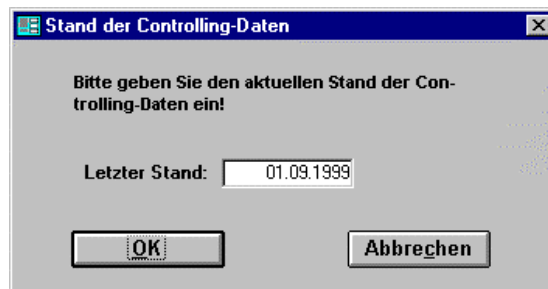 Stand der Controlling-Daten
Bitte geben Sie den aktuellen Stand der Con-
trolling-Daten ein!
Letzter Stand: 01.09.1999
OK Abbrechen